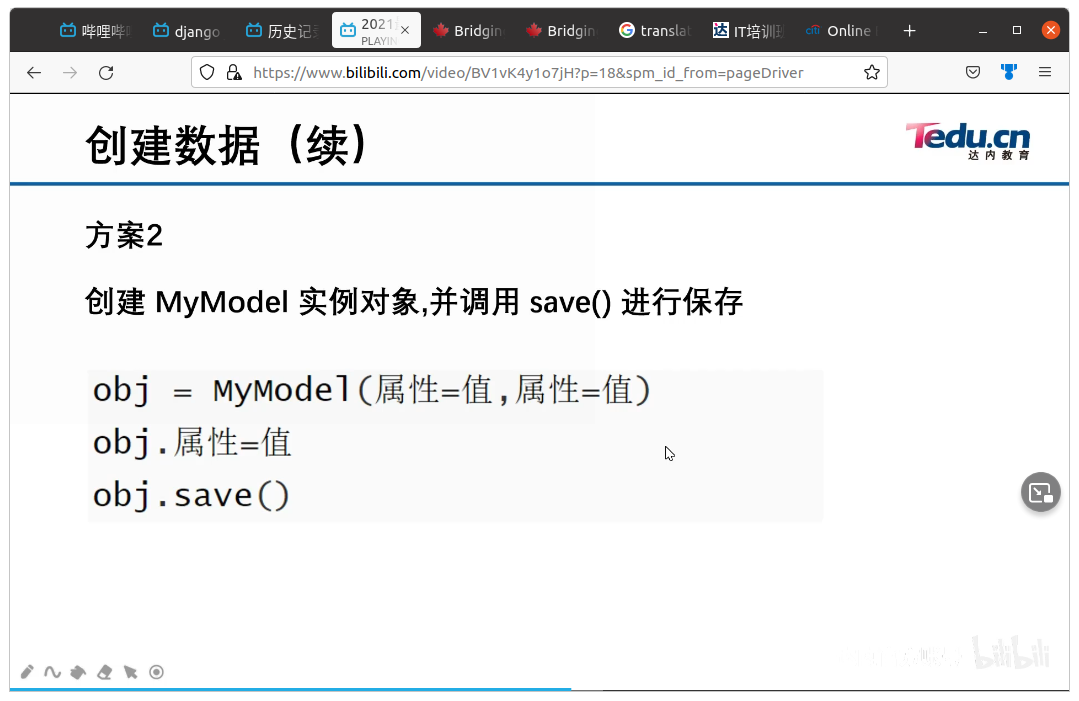 哔哩哔
django
历史记
2021
PLAYIN
Bridgin
Bridgin
translat
IT培训
Online
https://www.bilibili.com/video/BV1vK4y1o7jH?p=18&spm_id_from=pageDriver
创建数据（续）
Tedu.cn
达内教育
方案2
创建 MyModel 实例对象,并调用 save() 进行保存
obj = MyModel(属性=值,属性=值)
obj.属性=值
obj.save()
bilibili